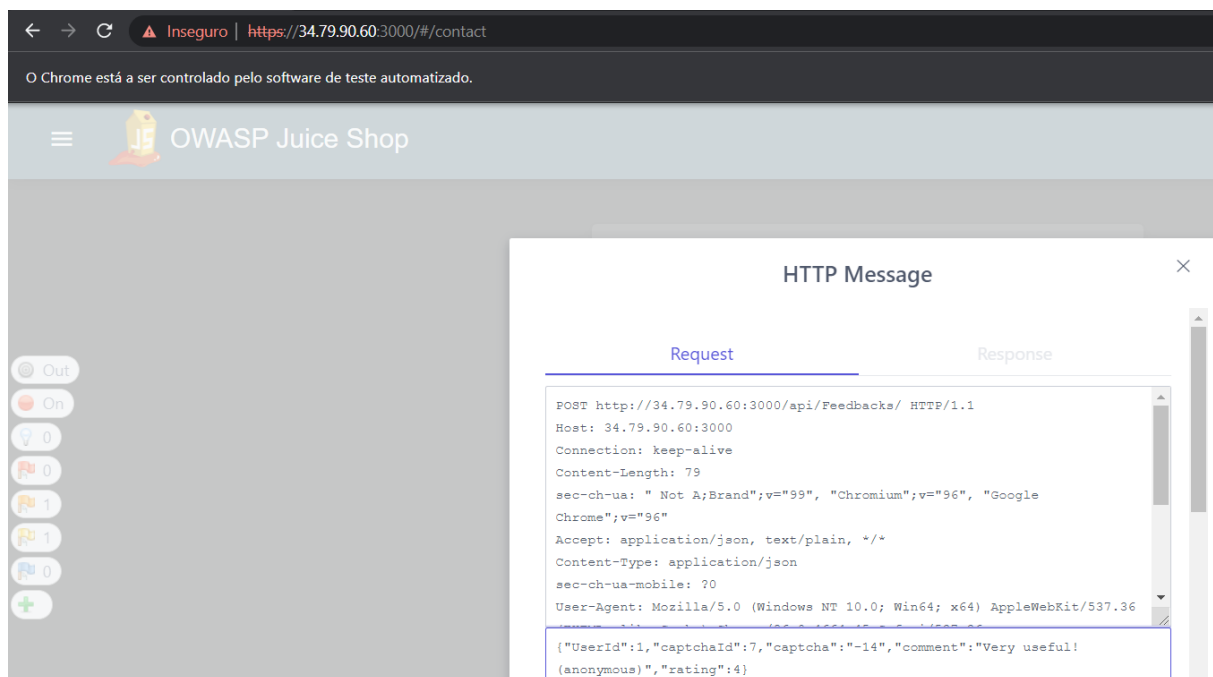 Inseguro | https://34.79.90.60:3000/#/contact
O Chrome está a ser controlado pelo software de teste automatizado.
OWASP Juice Shop
HTTP Message
Request Response
Out
On
0
0
1
1
0
POST http://34.79.90.60:3000/api/Feedbacks/ HTTP/1.1
Host: 34.79.90.60:3000
Connection: keep-alive
Content-Length: 79
sec-ch-ua: " Not A;Brand";v="99", "Chromium";v="96", "Google
Chrome";v="96"
Accept: application/json, text/plain, */*
Content-Type: application/json
sec-ch-ua-mobile: ?0
User-Agent: Mozilla/5.0 (Windows NT 10.0; Win64; x64) AppleWebKit/537.36
{"UserId":1,"captchaId":7,"captcha":"-14","comment":"Very useful!
(anonymous)","rating":4}